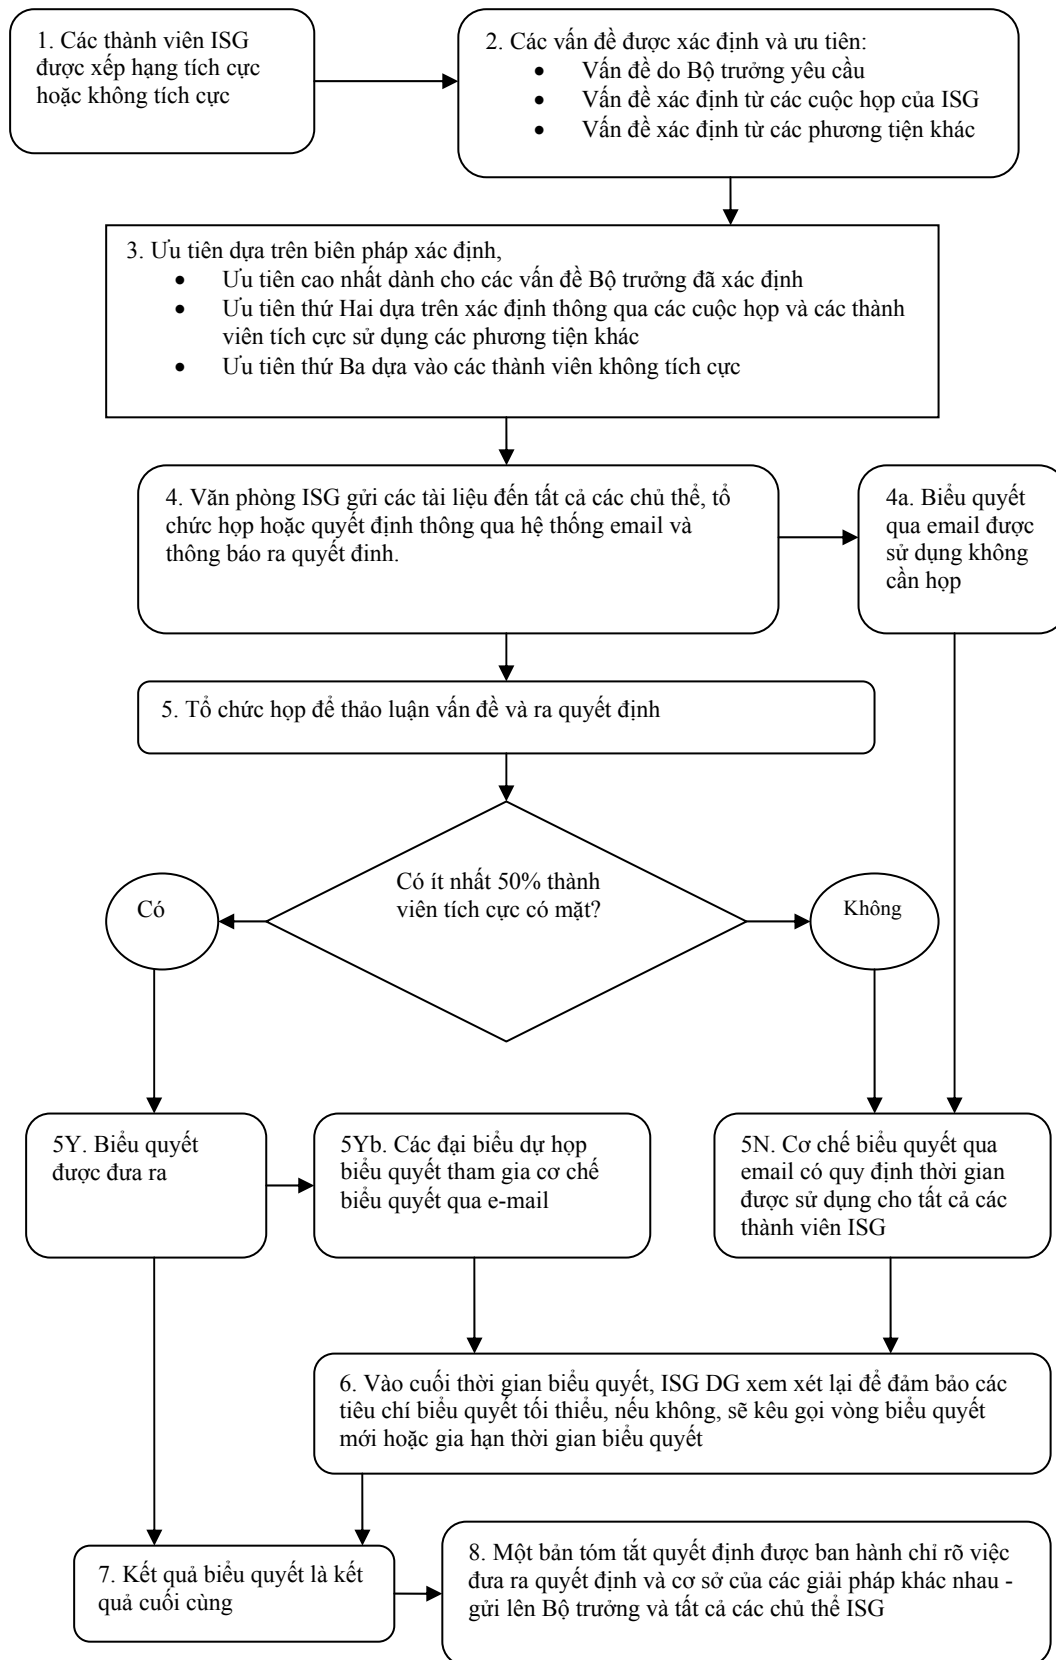 1. Các thành viên ISG
được xếp hạng tích cực
hoặc không tích cực
2. Các vấn đề được xác định và ưu tiên:
• Vấn đề do Bộ trưởng yêu cầu
• Vấn đề xác định từ các cuộc họp của ISG
• Vấn đề xác định từ các phương tiện khác
3. Ưu tiên dựa trên biên pháp xác định,
• Ưu tiên cao nhất dành cho các vấn đề Bộ trưởng đã xác định
• Ưu tiên thứ Hai dựa trên xác định thông qua các cuộc họp và các thành
viên tích cực sử dụng các phương tiện khác
• Ưu tiên thứ Ba dựa vào các thành viên không tích cực
4. Văn phòng ISG gửi các tài liệu đến tất cả các chủ thể, tổ
chức họp hoặc quyết định thông qua hệ thống email và
thông báo ra quyết đinh.
4a. Biểu quyết
qua email được
sử dụng không
cần họp
5. Tổ chức họp để thảo luận vấn đề và ra quyết định
Có ít nhất 50% thành
viên tích cực có mặt?
Có
Không
5Y. Biểu quyết
được đưa ra
5Yb. Các đại biểu dự họp
biểu quyết tham gia cơ chế
biểu quyết qua e-mail
5N. Cơ chế biểu quyết qua
email có quy định thời gian
được sử dụng cho tất cả các
thành viên ISG
6. Vào cuối thời gian biểu quyết, ISG DG xem xét lại để đảm bảo các
tiêu chí biểu quyết tối thiểu, nếu không, sẽ kêu gọi vòng biểu quyết
mới hoặc gia hạn thời gian biểu quyết
7. Kết quả biểu quyết là kết
quả cuối cùng
8. Một bản tóm tắt quyết định được ban hành chỉ rõ việc
đưa ra quyết định và cơ sở của các giải pháp khác nhau -
gửi lên Bộ trưởng và tất cả các chủ thể ISG